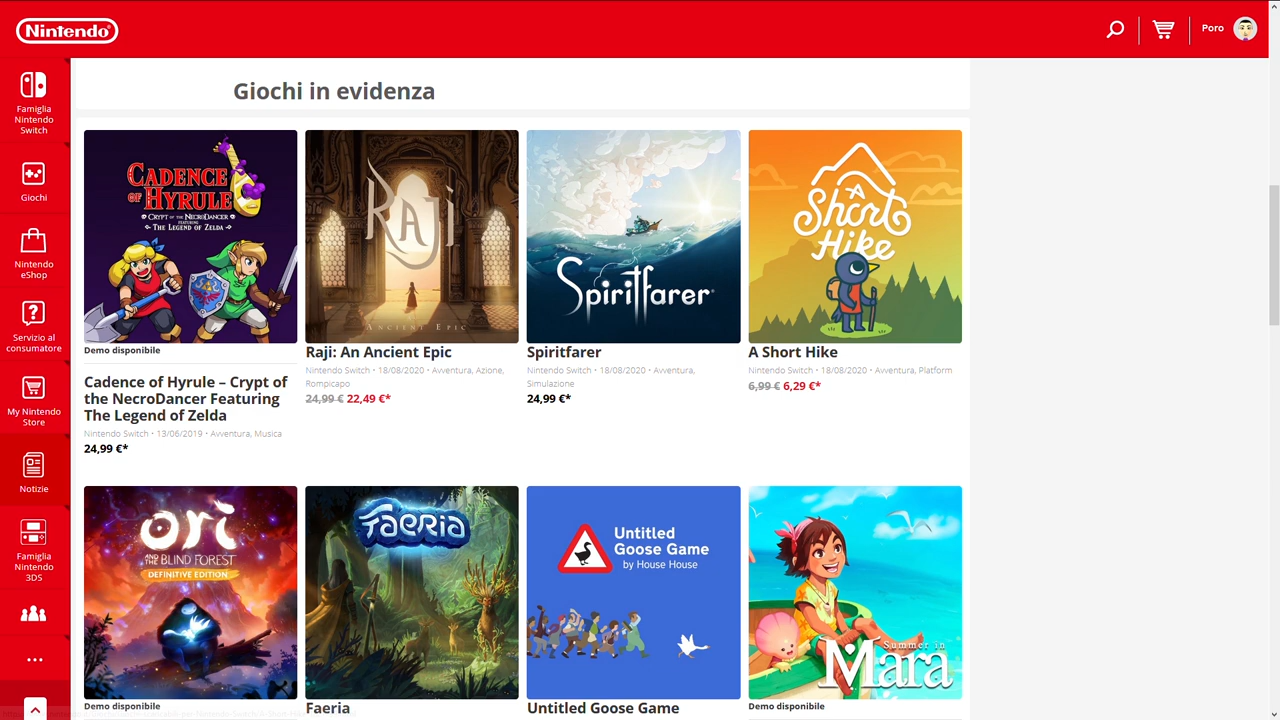 Nintendo
Poro
Famiglia
Nintendo
Switch
Giochi
Nintendo
eShop
Servizio al
consumatore
My Nintendo
Store
Notizie
Famiglia
Nintendo
3DS
...
Giochi in evidenza
CADENCE
OF HYRULE
CRYPT OF THE NECRODANCER
FEATURING
THE LEGEND OF ZELDA
Demo disponibile
Cadence of Hyrule – Crypt of
the NecroDancer Featuring
The Legend of Zelda
Nintendo Switch • 13/06/2019 • Avventura, Musica
24,99 €*
RAJI
ANCIENT EPIC
Raji: An Ancient Epic
Nintendo Switch • 18/08/2020 • Avventura, Azione,
Rompicapo
24,99 € 22,49 €*
Spiritfarer
Spiritfarer
Nintendo Switch • 18/08/2020 • Avventura,
Simulazione
24,99 €*
A
Short
Hike
A Short Hike
Nintendo Switch • 18/08/2020 • Avventura, Platform
6,99 € 6,29 €*
ori
AND THE BLIND FOREST
DEFINITIVE EDITION
Demo disponibile
FAERIA
Faeria
Untitled
Goose Game
by House House
Untitled Goose Game
Summer in
Mara
Demo disponibile